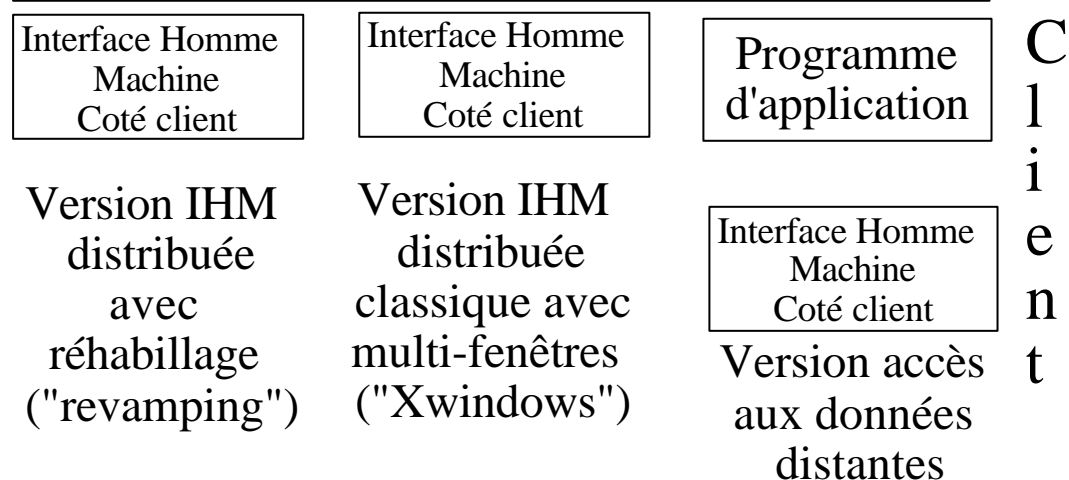 Interface Homme
Machine
Coté client
Version IHM
distribuée
avec
réhabillage
("revamping")
Interface Homme
Machine
Coté client
Version IHM
distribuée
classique avec
multi-fenêtres
("Xwindows")
Programme
d'application
Interface Homme
Machine
Coté client
Version accès
aux données
distantes
Client